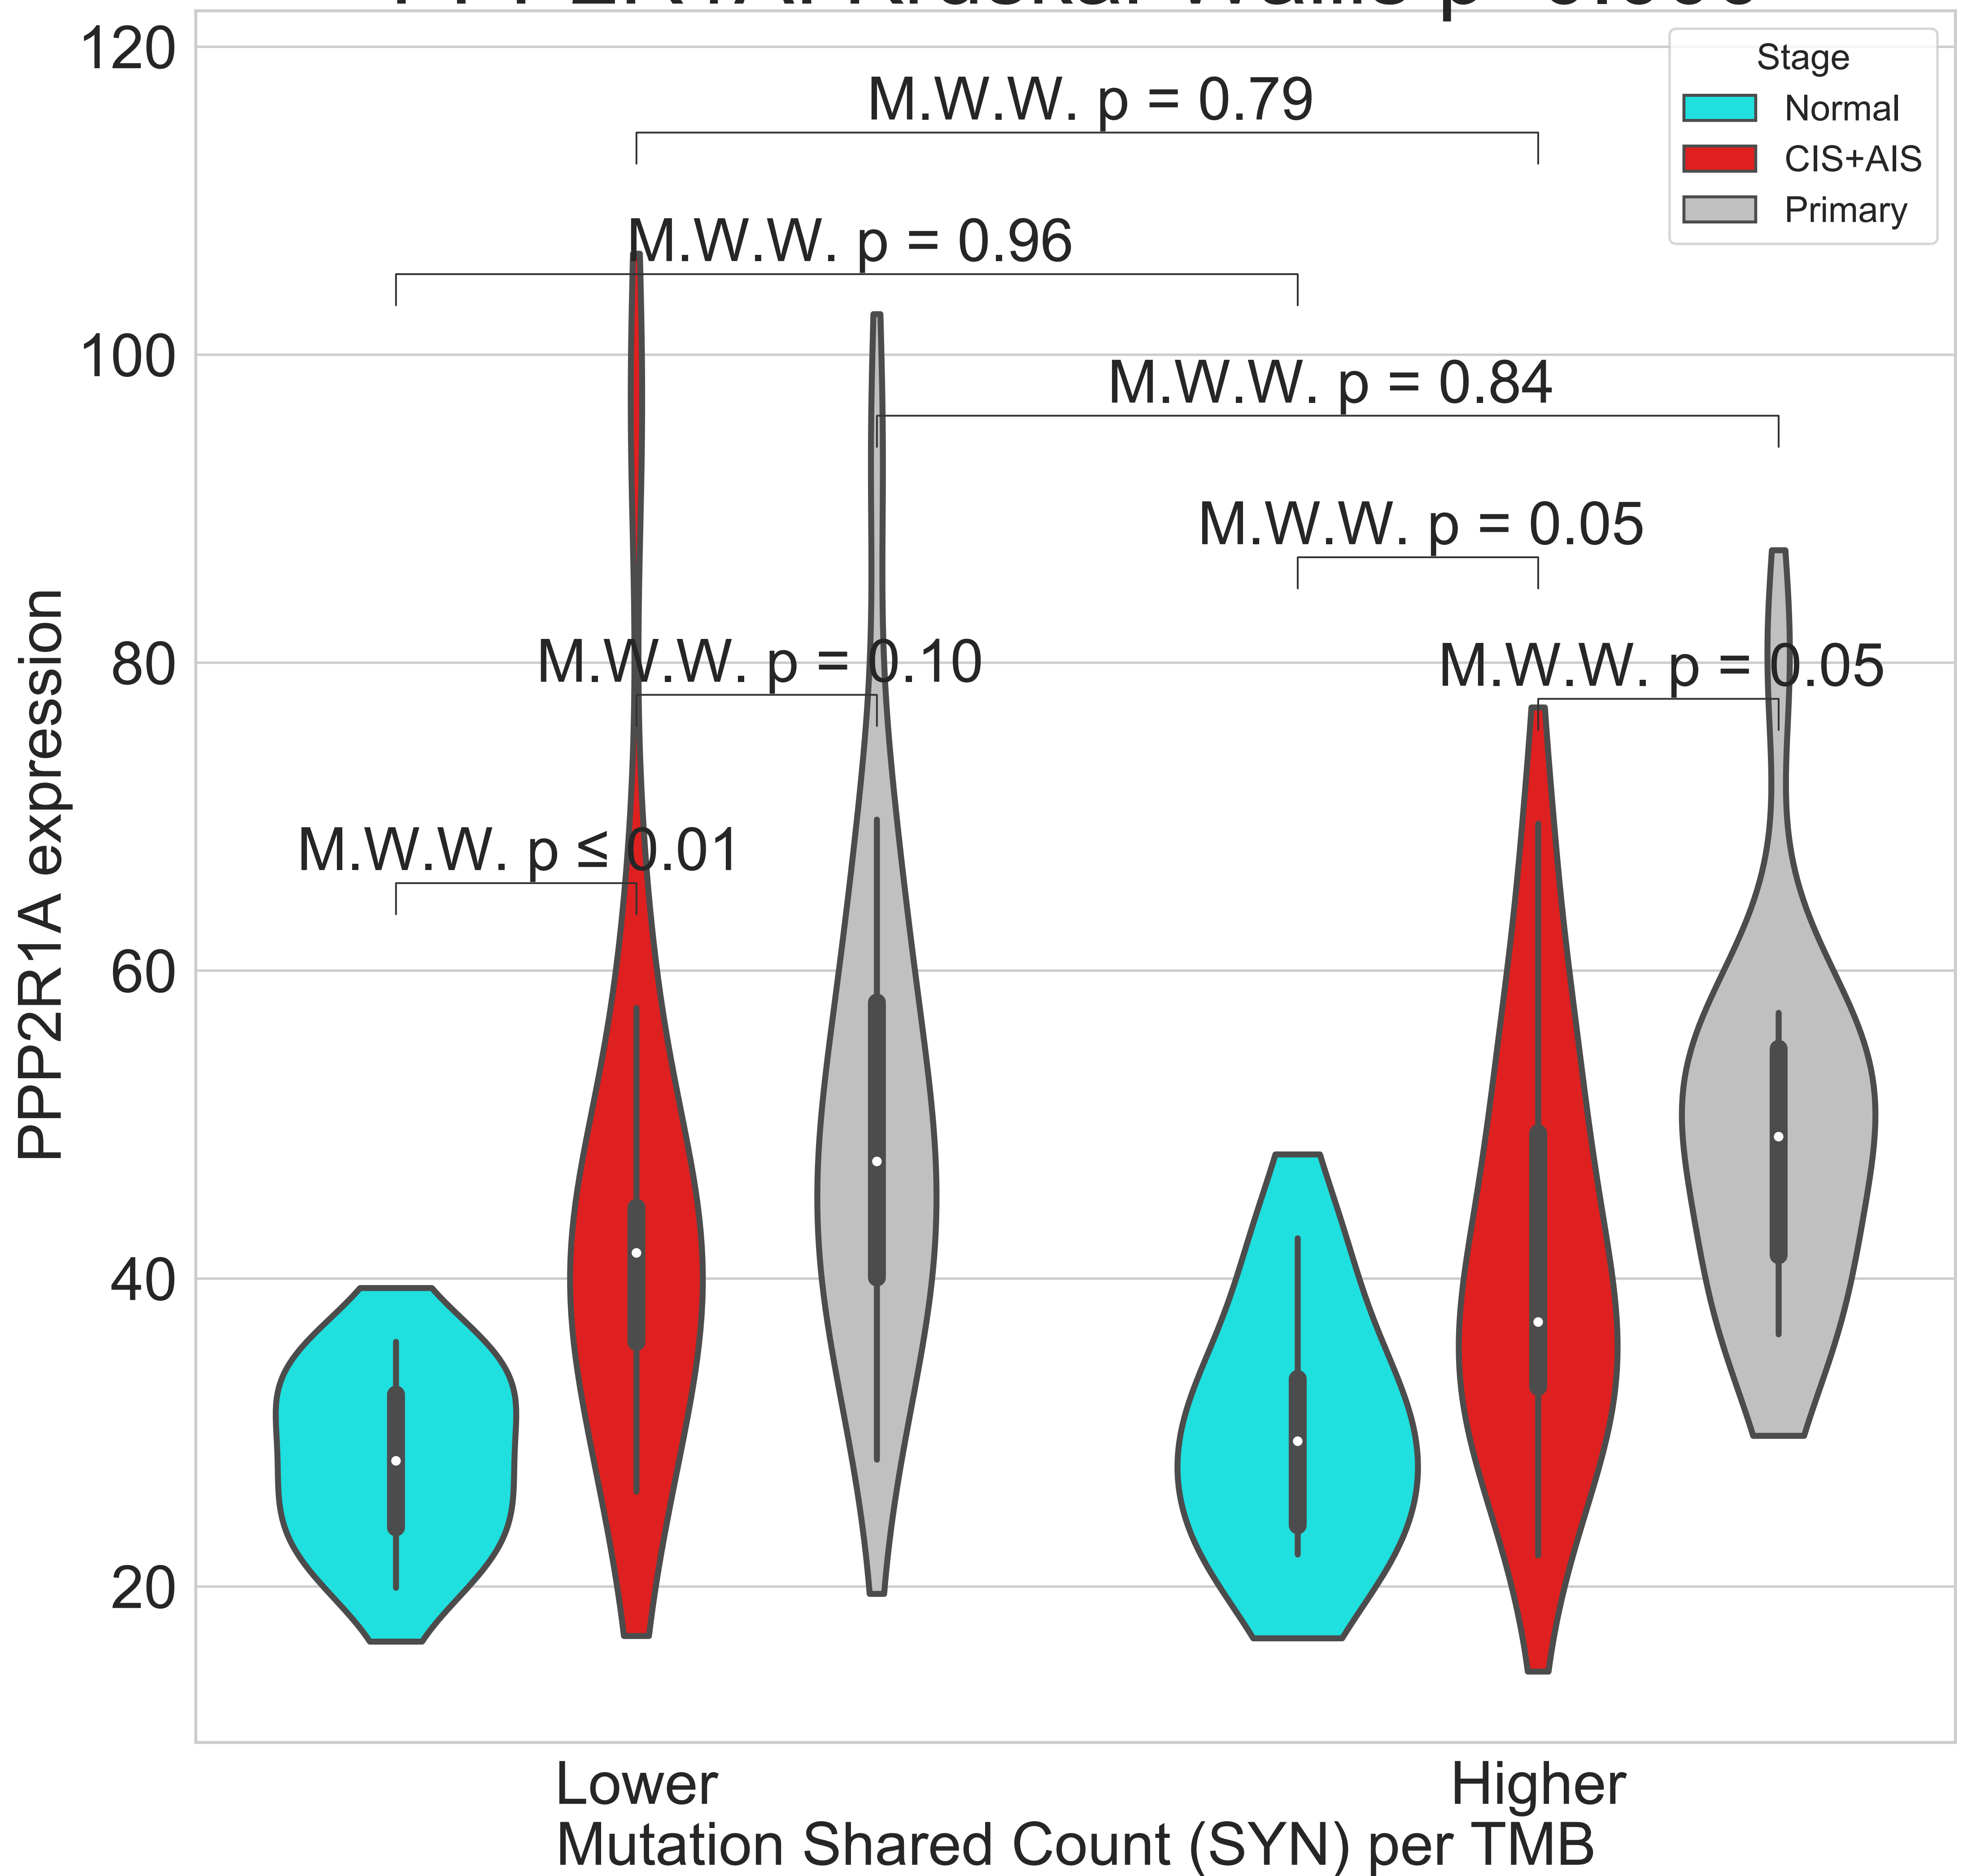 120
Stage
Normal
CIS+AIS
Primary
M.W.W. p = 0.79
M.W.W. p = 0.96
100
M.W.W. p = 0.84
M.W.W. p = 0.05
80
M.W.W. p = 0.10
M.W.W. p = 0.05
M.W.W. p ≤ 0.01
PPP2R1A expression
60
40
20
Lower
Higher
Mutation Shared Count (SYN) per TMB